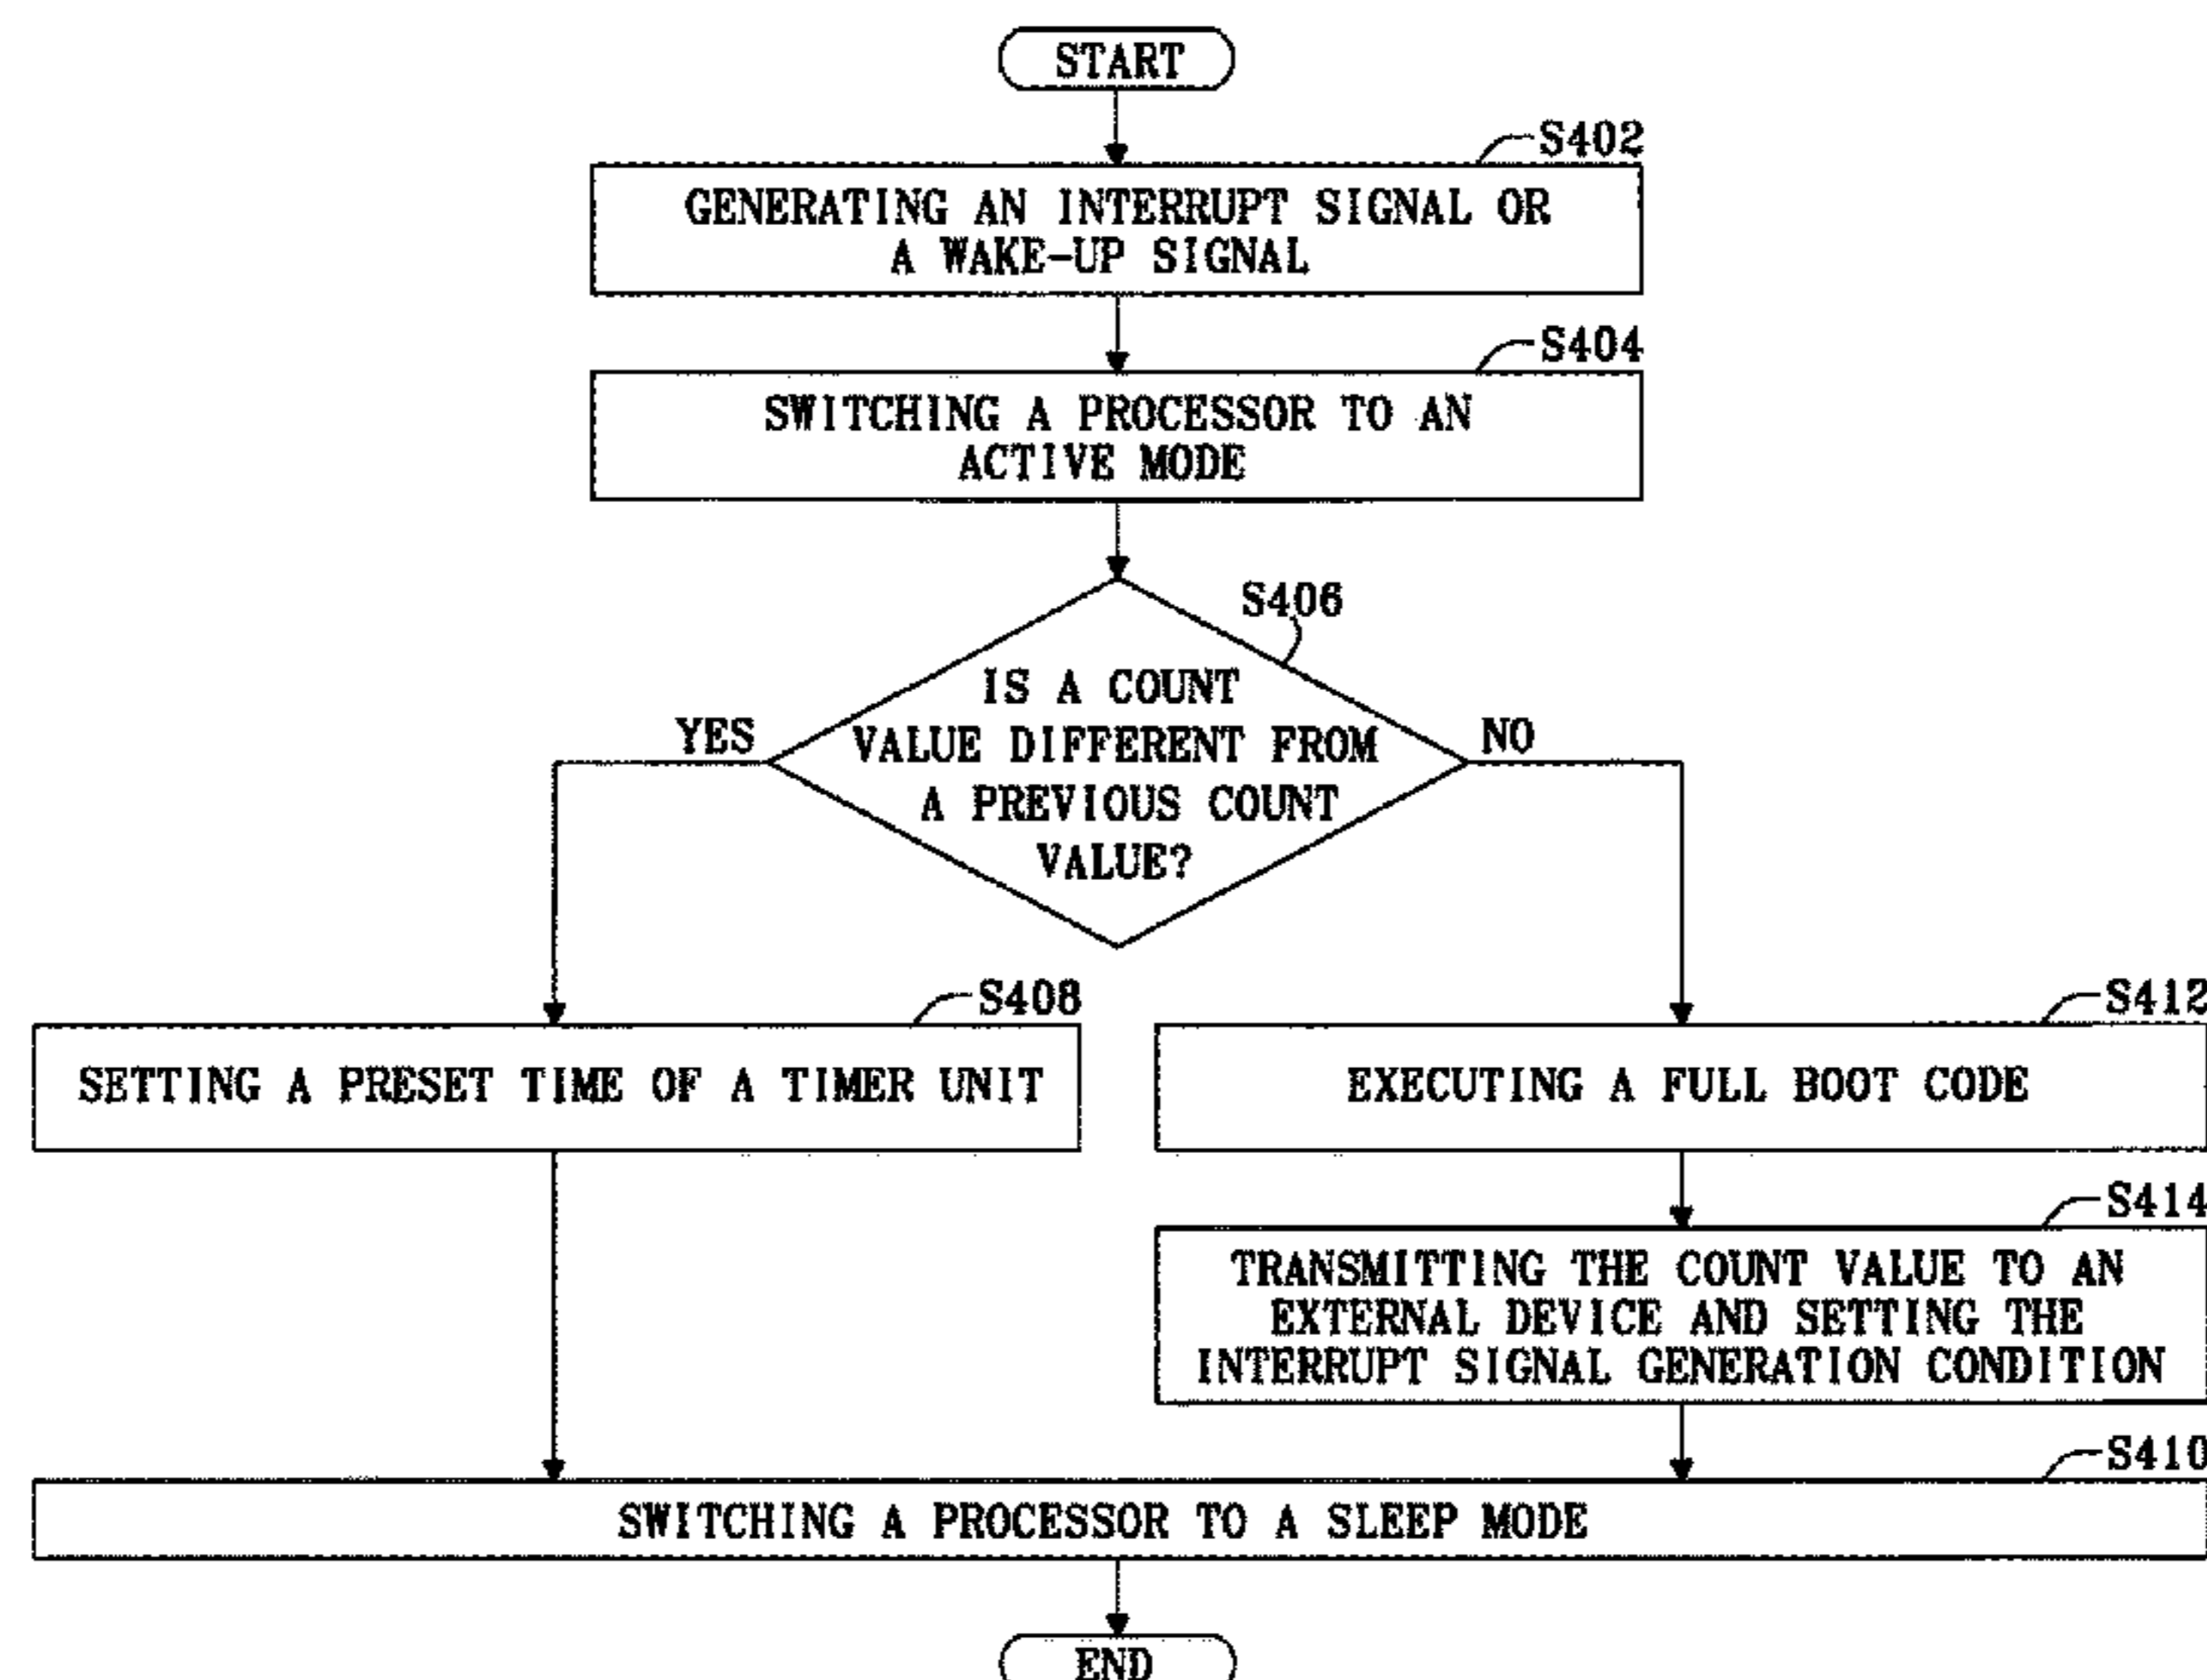 START
S402
GENERATING AN INTERRUPT SIGNAL OR
A WAKE-UP SIGNAL
S404
SWITCHING A PROCESSOR TO AN
ACTIVE MODE
S406
IS A COUNT
VALUE DIFFERENT FROM
A PREVIOUS COUNT
VALUE?
YES
NO
S408
SETTING A PRESET TIME OF A TIMER UNIT
S412
EXECUTING A FULL BOOT CODE
S414
TRANSMITTING THE COUNT VALUE TO AN
EXTERNAL DEVICE AND SETTING THE
INTERRUPT SIGNAL GENERATION CONDITION
S410
SWITCHING A PROCESSOR TO A SLEEP MODE
END